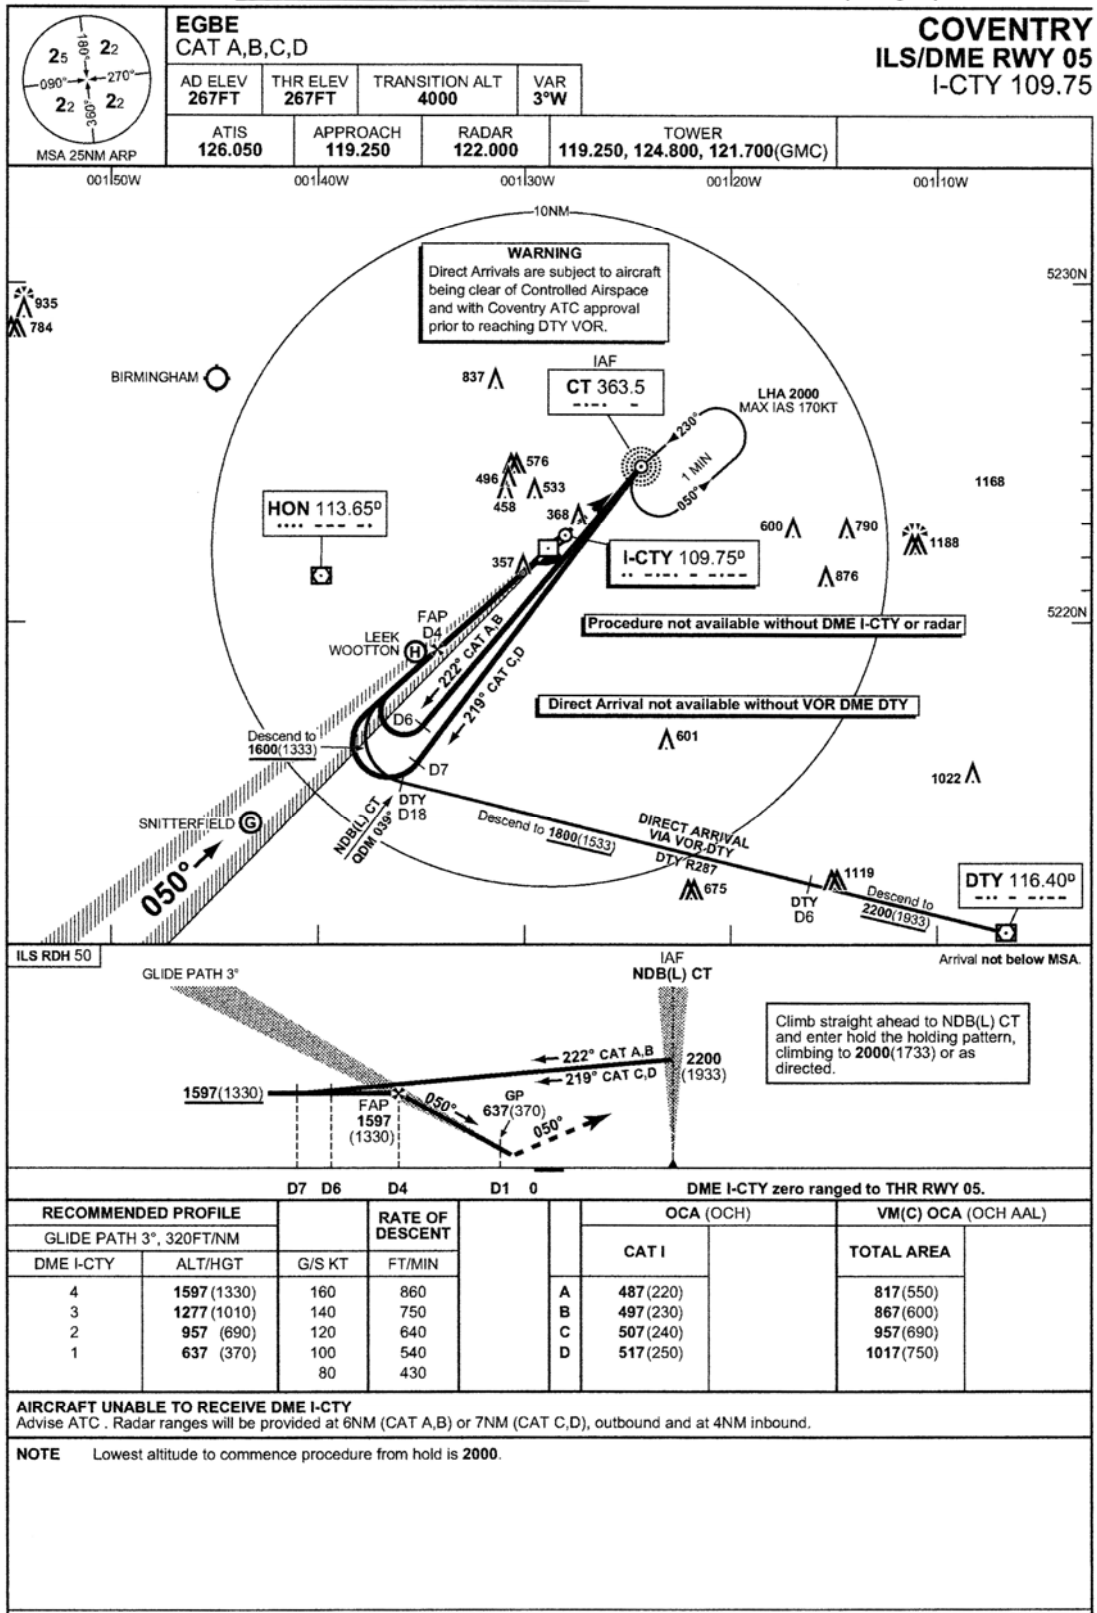 EGBE
CAT A,B,C,D
COVENTRY
ILS/DME RWY 05
I-CTY 109.75
25 22
22 22
180° 270° 360° 090°
MSA 25NM ARP
AD ELEV
267FT
THR ELEV
267FT
TRANSITION ALT
4000
VAR
3°W
ATIS
126.050
APPROACH
119.250
RADAR
122.000
TOWER
119.250, 124.800, 121.700(GMC)
001 50W 001 40W 001 30W 001 20W 001 10W
10NM
WARNING
Direct Arrivals are subject to aircraft
being clear of Controlled Airspace
and with Coventry ATC approval
prior to reaching DTY VOR.
5230N
935
784
BIRMINGHAM
837
IAF
CT 363.5
LHA 2000
MAX IAS 170KT
230°
1 MIN
050°
576
496
533
458
368
357
1168
HON 113.65D
600
790
1188
876
I-CTY 109.75D
5220N
Procedure not available without DME I-CTY or radar
FAP
D4
LEEK
WOOTTON
H
222° CAT A,B
219° CAT C,D
Direct Arrival not available without VOR DME DTY
D6
601
Descend to
1600(1333)
D7
1022
DTY
D18
NDB(L) CT
QDM 039°
SNITTERFIELD G
050°
Descend to 1800(1533)
DIRECT ARRIVAL
VIA VOR-DTY
DTY R287
675
1119
DTY
D6
Descend to
2200(1933)
DTY 116.40D
ILS RDH 50
Arrival not below MSA.
GLIDE PATH 3°
IAF
NDB(L) CT
Climb straight ahead to NDB(L) CT
and enter hold the holding pattern,
climbing to 2000(1733) or as
directed.
222° CAT A,B
219° CAT C,D
2200
(1933)
1597(1330)
FAP
1597
(1330)
050°
GP
637(370)
050°
D7 D6 D4 D1 0
DME I-CTY zero ranged to THR RWY 05.
RECOMMENDED PROFILE
GLIDE PATH 3°, 320FT/NM
RATE OF
DESCENT
OCA (OCH)
VM(C) OCA (OCH AAL)
CAT I
TOTAL AREA
DME I-CTY ALT/HGT G/S KT FT/MIN
4 1597 (1330) 160 860 A 487(220) 817(550)
3 1277 (1010) 140 750 B 497(230) 867(600)
2 957 (690) 120 640 C 507(240) 957(690)
1 637 (370) 100 540 D 517(250) 1017(750)
80 430
AIRCRAFT UNABLE TO RECEIVE DME I-CTY
Advise ATC . Radar ranges will be provided at 6NM (CAT A,B) or 7NM (CAT C,D), outbound and at 4NM inbound.
NOTE Lowest altitude to commence procedure from hold is 2000.